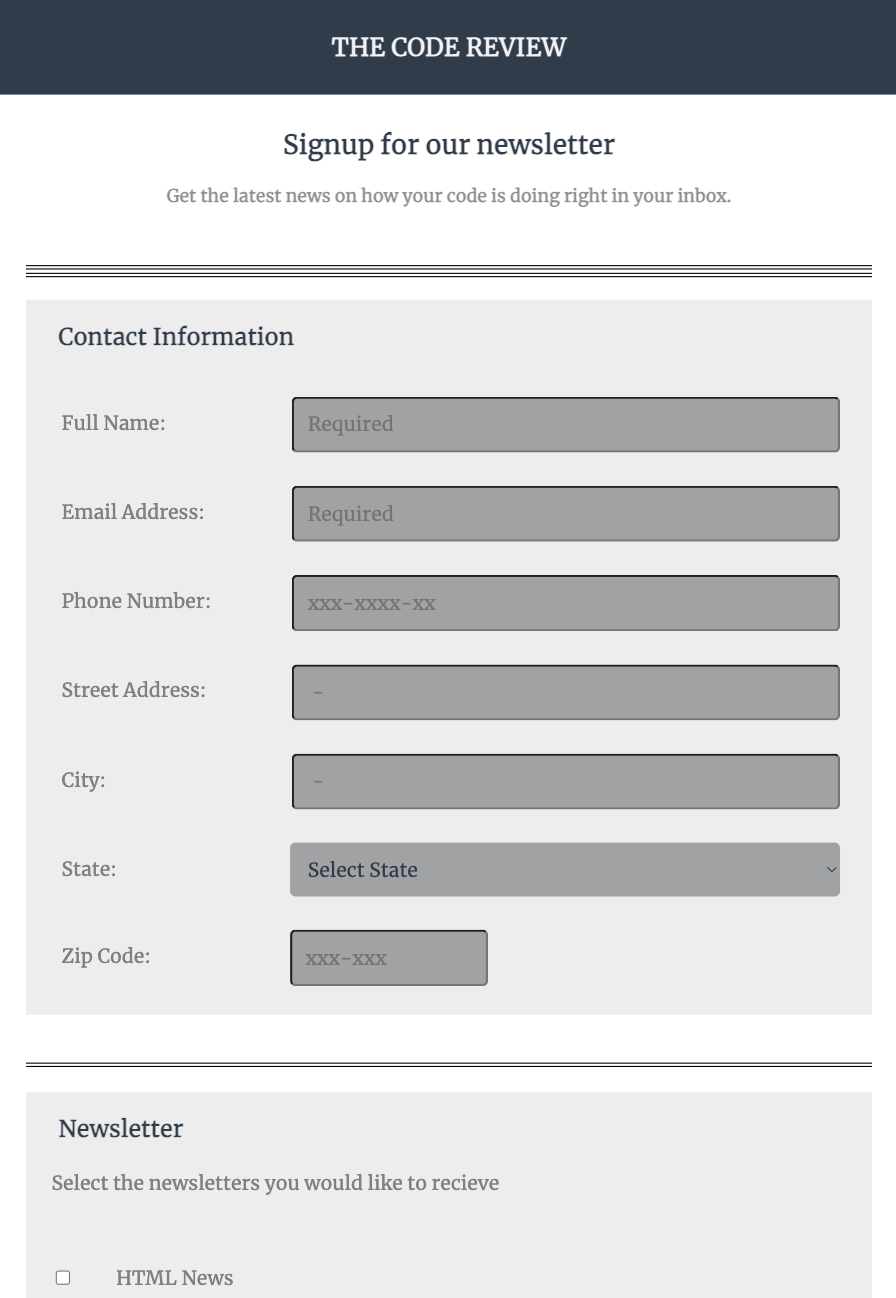 THE CODE REVIEW
Signup for our newsletter
Get the latest news on how your code is doing right in your inbox.
Contact Information
Full Name: Required
Email Address: Required
Phone Number: xxx-xxxx-xx
Street Address: -
City: -
State: Select State
Zip Code: xxx-xxx
Newsletter
Select the newsletters you would like to recieve
HTML News